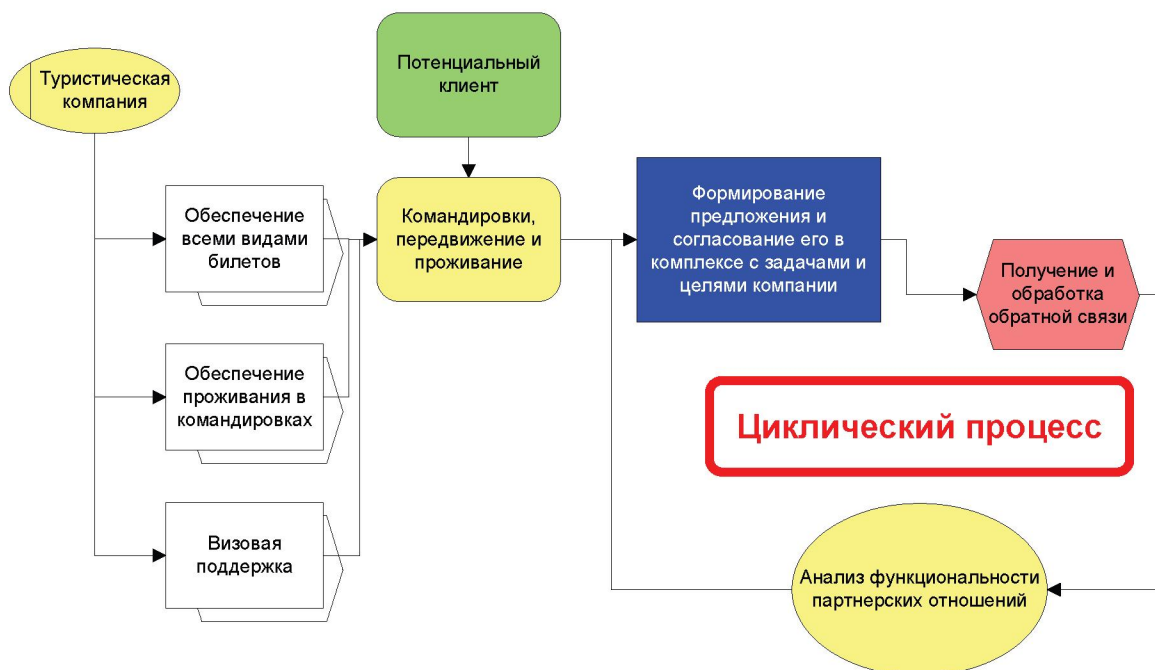 Туристическая
компания
Потенциальный
клиент
Обеспечение
всеми видами
билетов
Командировки,
передвижение и
проживание
Формирование
предложения и
согласование его в
комплексе с задачами и
целями компании
Получение и
обработка
обратной связи
Обеспечение
проживания в
командировках
Циклический процесс
Визовая
поддержка
Анализ функциональности
партнерских отношений